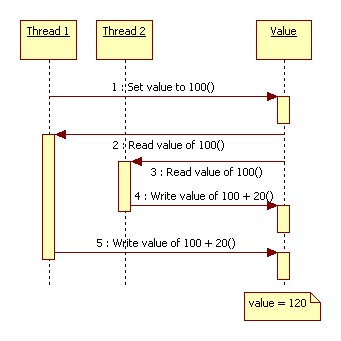 Thread 1
Thread 2
Value
1 : Set value to 100()
2 : Read value of 100()
3 : Read value of 100()
4 : Write value of 100 + 20()
5 : Write value of 100 + 20()
value = 120